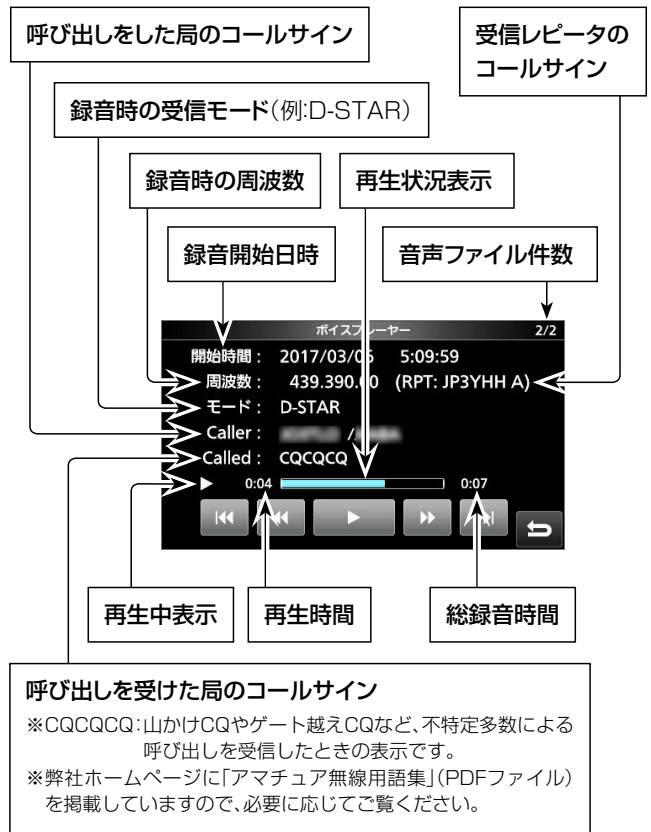 呼び出しをした局のコールサイン
受信レピータの
コールサイン
録音時の受信モード(例:D-STAR)
録音時の周波数
再生状況表示
録音開始日時
音声ファイル件数
ボイスプレーヤー 2/2
開始時間： 2017/03/05 5:09:59
周波数： 439.390.00 (RPT: JP3YHH A)
モード： D-STAR
Caller： /
Called： CQCQCQ
0:04 0:07
再生中表示
再生時間
総録音時間
呼び出しを受けた局のコールサイン
※CQCQCQ:山かけCQやゲート越えCQなど、不特定多数による
呼び出しを受信したときの表示です。
※弊社ホームページに「アマチュア無線用語集」(PDFファイル)
を掲載していますので、必要に応じてご覧ください。